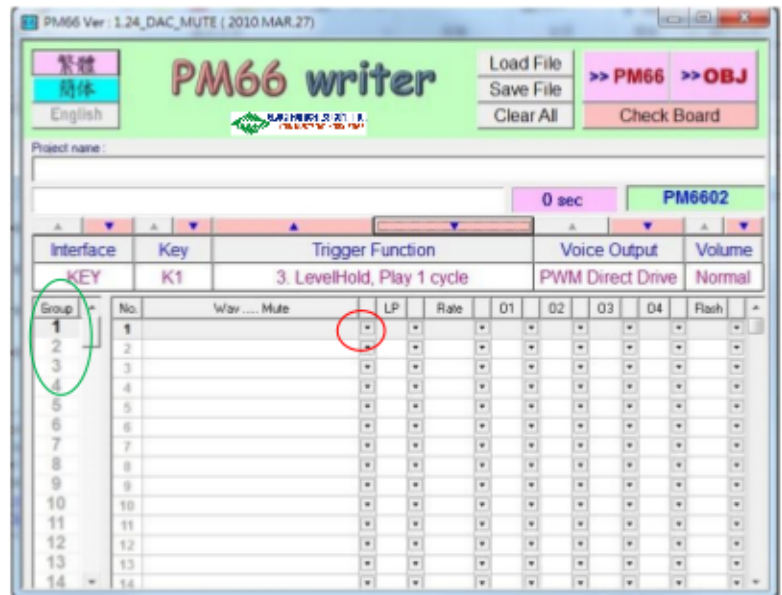 PM66 Ver : 1.24_DAC_MUTE ( 2010.MAR.27)
繁體
簡体
English
PM66 writer
Load File
Save File
Clear All
>> PM66 >> OBJ
Check Board
Project name :
0 sec PM6602
Interface Key Trigger Function Voice Output Volume
KEY K1 3. LevelHold, Play 1 cycle PWM Direct Drive Normal
Group No. Wav ..... Mute LP Rate O1 O2 O3 O4 Flash
1 1
2 2
3 3
4 4
5 5
6 6
7 7
8 8
9 9
10 10
11 11
12 12
13 13
14 14